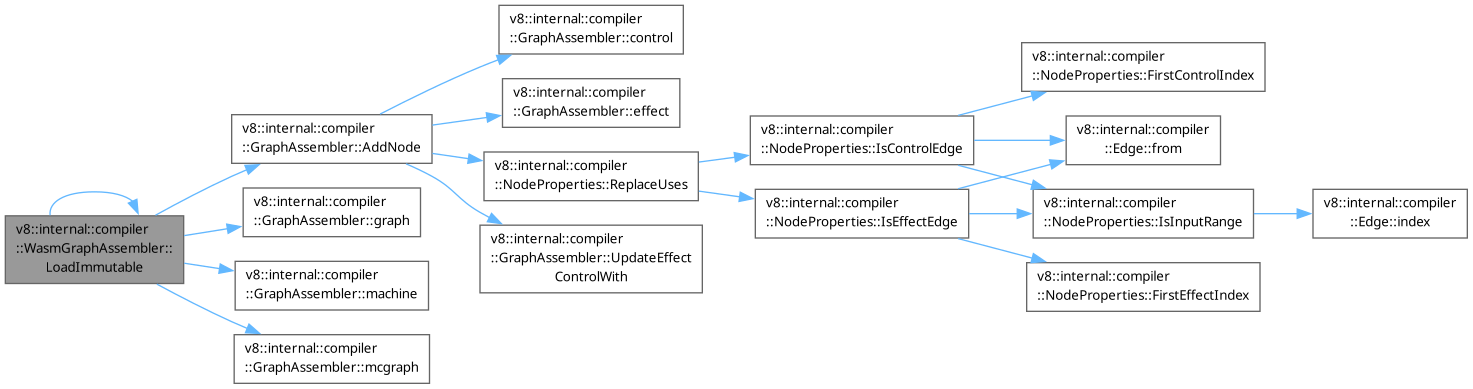 v8::internal::compiler
::WasmGraphAssembler::
LoadImmutable
v8::internal::compiler
::GraphAssembler::AddNode
v8::internal::compiler
::GraphAssembler::graph
v8::internal::compiler
::GraphAssembler::machine
v8::internal::compiler
::GraphAssembler::mcgraph
v8::internal::compiler
::GraphAssembler::control
v8::internal::compiler
::GraphAssembler::effect
v8::internal::compiler
::NodeProperties::ReplaceUses
v8::internal::compiler
::GraphAssembler::UpdateEffect
ControlWith
v8::internal::compiler
::NodeProperties::IsControlEdge
v8::internal::compiler
::NodeProperties::IsEffectEdge
v8::internal::compiler
::NodeProperties::FirstControlIndex
v8::internal::compiler
::Edge::from
v8::internal::compiler
::NodeProperties::IsInputRange
v8::internal::compiler
::NodeProperties::FirstEffectIndex
v8::internal::compiler
::Edge::index